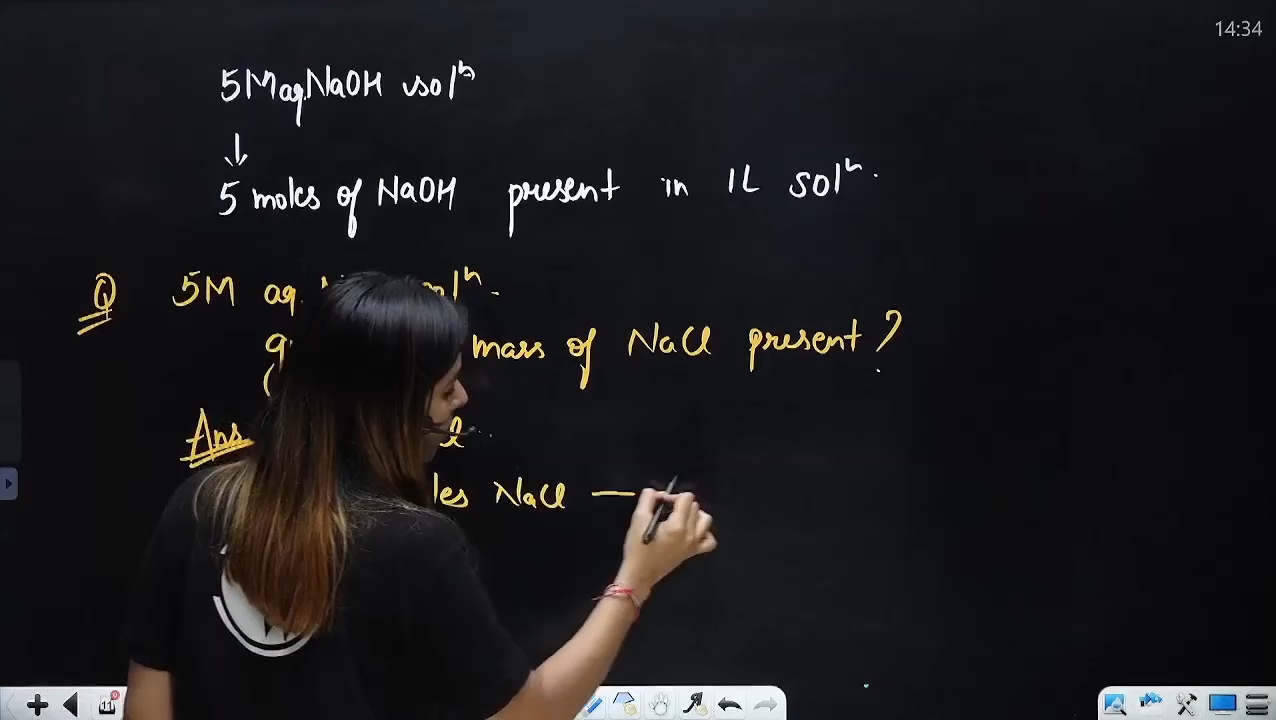 14:34
5M aq. NaOH solⁿ
↓
5 moles of NaOH present in 1L solⁿ.
Q 5M aq.
mass of NaCl present?
Ans
NaCl —
11